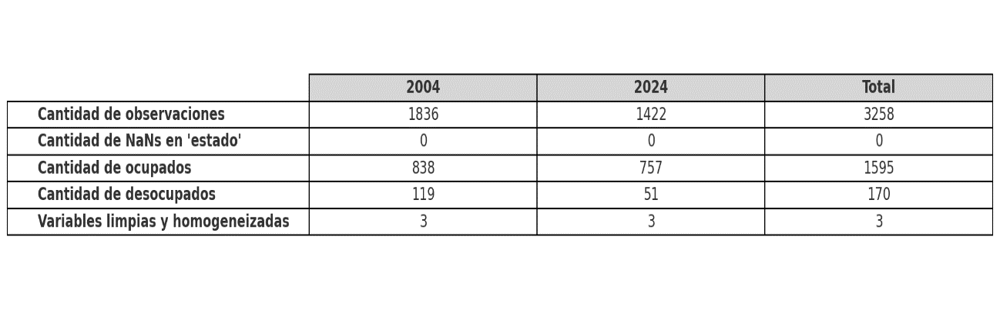 2004 2024 Total
Cantidad de observaciones 1836 1422 3258
Cantidad de NaNs en 'estado' 0 0 0
Cantidad de ocupados 838 757 1595
Cantidad de desocupados 119 51 170
Variables limpias y homogeneizadas 3 3 3